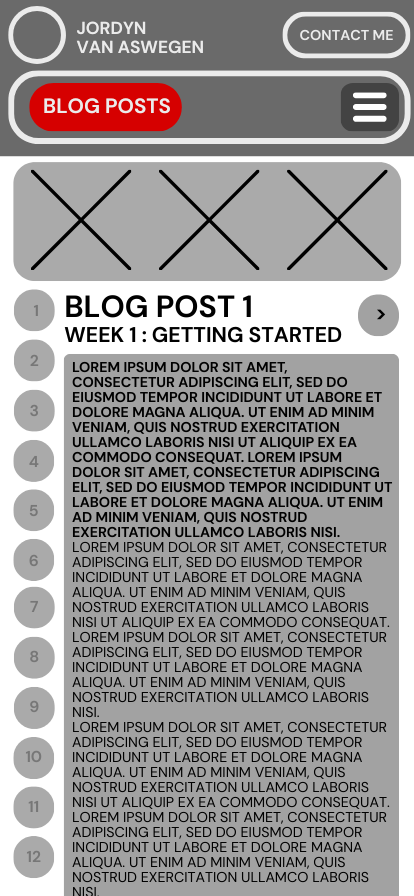 JORDYN
VAN ASWEGEN
CONTACT ME
BLOG POSTS
1
BLOG POST 1
>
WEEK 1 : GETTING STARTED
2
3
4
5
6
7
8
9
10
11
12
LOREM IPSUM DOLOR SIT AMET,
CONSECTETUR ADIPISCING ELIT, SED DO
EIUSMOD TEMPOR INCIDIDUNT UT LABORE ET
DOLORE MAGNA ALIQUA. UT ENIM AD MINIM
VENIAM, QUIS NOSTRUD EXERCITATION
ULLAMCO LABORIS NISI UT ALIQUIP EX EA
COMMODO CONSEQUAT. LOREM IPSUM
DOLOR SIT AMET, CONSECTETUR ADIPISCING
ELIT, SED DO EIUSMOD TEMPOR INCIDIDUNT UT
LABORE ET DOLORE MAGNA ALIQUA. UT ENIM
AD MINIM VENIAM, QUIS NOSTRUD
EXERCITATION ULLAMCO LABORIS NISI.
LOREM IPSUM DOLOR SIT AMET, CONSECTETUR
ADIPISCING ELIT, SED DO EIUSMOD TEMPOR
INCIDIDUNT UT LABORE ET DOLORE MAGNA
ALIQUA. UT ENIM AD MINIM VENIAM, QUIS
NOSTRUD EXERCITATION ULLAMCO LABORIS
NISI UT ALIQUIP EX EA COMMODO CONSEQUAT.
LOREM IPSUM DOLOR SIT AMET, CONSECTETUR
ADIPISCING ELIT, SED DO EIUSMOD TEMPOR
INCIDIDUNT UT LABORE ET DOLORE MAGNA
ALIQUA. UT ENIM AD MINIM VENIAM, QUIS
NOSTRUD EXERCITATION ULLAMCO LABORIS
NISI.
LOREM IPSUM DOLOR SIT AMET, CONSECTETUR
ADIPISCING ELIT, SED DO EIUSMOD TEMPOR
INCIDIDUNT UT LABORE ET DOLORE MAGNA
ALIQUA. UT ENIM AD MINIM VENIAM, QUIS
NOSTRUD EXERCITATION ULLAMCO LABORIS
NISI UT ALIQUIP EX EA COMMODO CONSEQUAT.
LOREM IPSUM DOLOR SIT AMET, CONSECTETUR
ADIPISCING ELIT, SED DO EIUSMOD TEMPOR
INCIDIDUNT UT LABORE ET DOLORE MAGNA
ALIQUA. UT ENIM AD MINIM VENIAM, QUIS
NOSTRUD EXERCITATION ULLAMCO LABORIS
NISI.